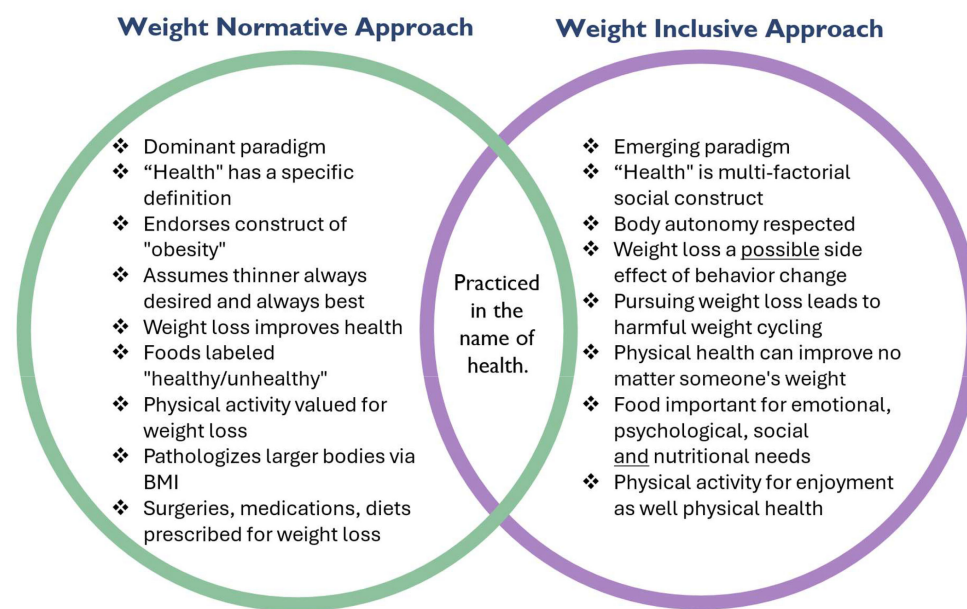 Weight Normative Approach
❖ Dominant paradigm
❖ “Health" has a specific
definition
❖ Endorses construct of
"obesity"
❖ Assumes thinner always
desired and always best
❖ Weight loss improves health
❖ Foods labeled
"healthy/unhealthy"
❖ Physical activity valued for
weight loss
❖ Pathologizes larger bodies via
BMI
❖ Surgeries, medications, diets
prescribed for weight loss
Practiced
in the
name of
health.
Weight Inclusive Approach
❖ Emerging paradigm
❖ “Health" is multi-factorial
social construct
❖ Body autonomy respected
❖ Weight loss a possible side
effect of behavior change
❖ Pursuing weight loss leads to
harmful weight cycling
❖ Physical health can improve no
matter someone's weight
❖ Food important for emotional,
psychological, social
and nutritional needs
❖ Physical activity for enjoyment
as well physical health